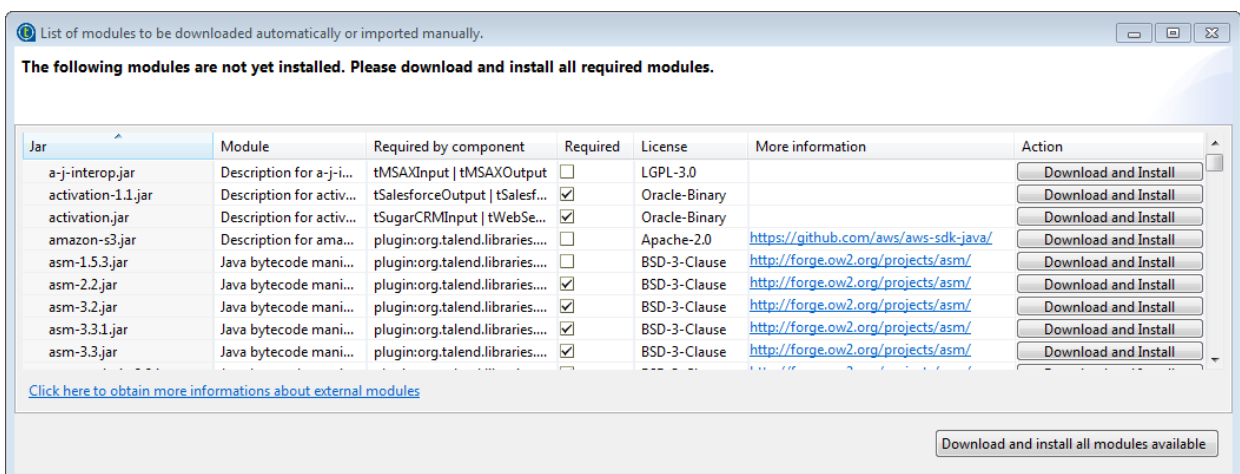 List of modules to be downloaded automatically or imported manually.
The following modules are not yet installed. Please download and install all required modules.
Jar Module Required by component Required License More information Action
a-j-interop.jar Description for a-j-i... tMSAXInput | tMSAXOutput LGPL-3.0 Download and Install
activation-1.1.jar Description for activ... tSalesforceOutput | tSalesf... Oracle-Binary Download and Install
activation.jar Description for activ... tSugarCRMInput | tWebSe... Oracle-Binary Download and Install
amazon-s3.jar Description for ama... plugin:org.talend.libraries.... Apache-2.0 https://github.com/aws/aws-sdk-java/ Download and Install
asm-1.5.3.jar Java bytecode mani... plugin:org.talend.libraries.... BSD-3-Clause http://forge.ow2.org/projects/asm/ Download and Install
asm-2.2.jar Java bytecode mani... plugin:org.talend.libraries.... BSD-3-Clause http://forge.ow2.org/projects/asm/ Download and Install
asm-3.2.jar Java bytecode mani... plugin:org.talend.libraries.... BSD-3-Clause http://forge.ow2.org/projects/asm/ Download and Install
asm-3.3.1.jar Java bytecode mani... plugin:org.talend.libraries.... BSD-3-Clause http://forge.ow2.org/projects/asm/ Download and Install
asm-3.3.jar Java bytecode mani... plugin:org.talend.libraries.... BSD-3-Clause http://forge.ow2.org/projects/asm/ Download and Install
Click here to obtain more informations about external modules
Download and install all modules available